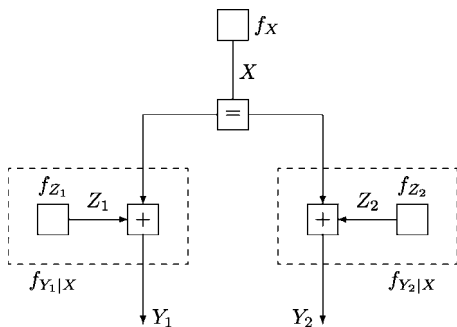 f_X
X
=
f_{Z_1} Z_1 + + Z_2 f_{Z_2}
f_{Y_1|X} f_{Y_2|X}
Y_1 Y_2